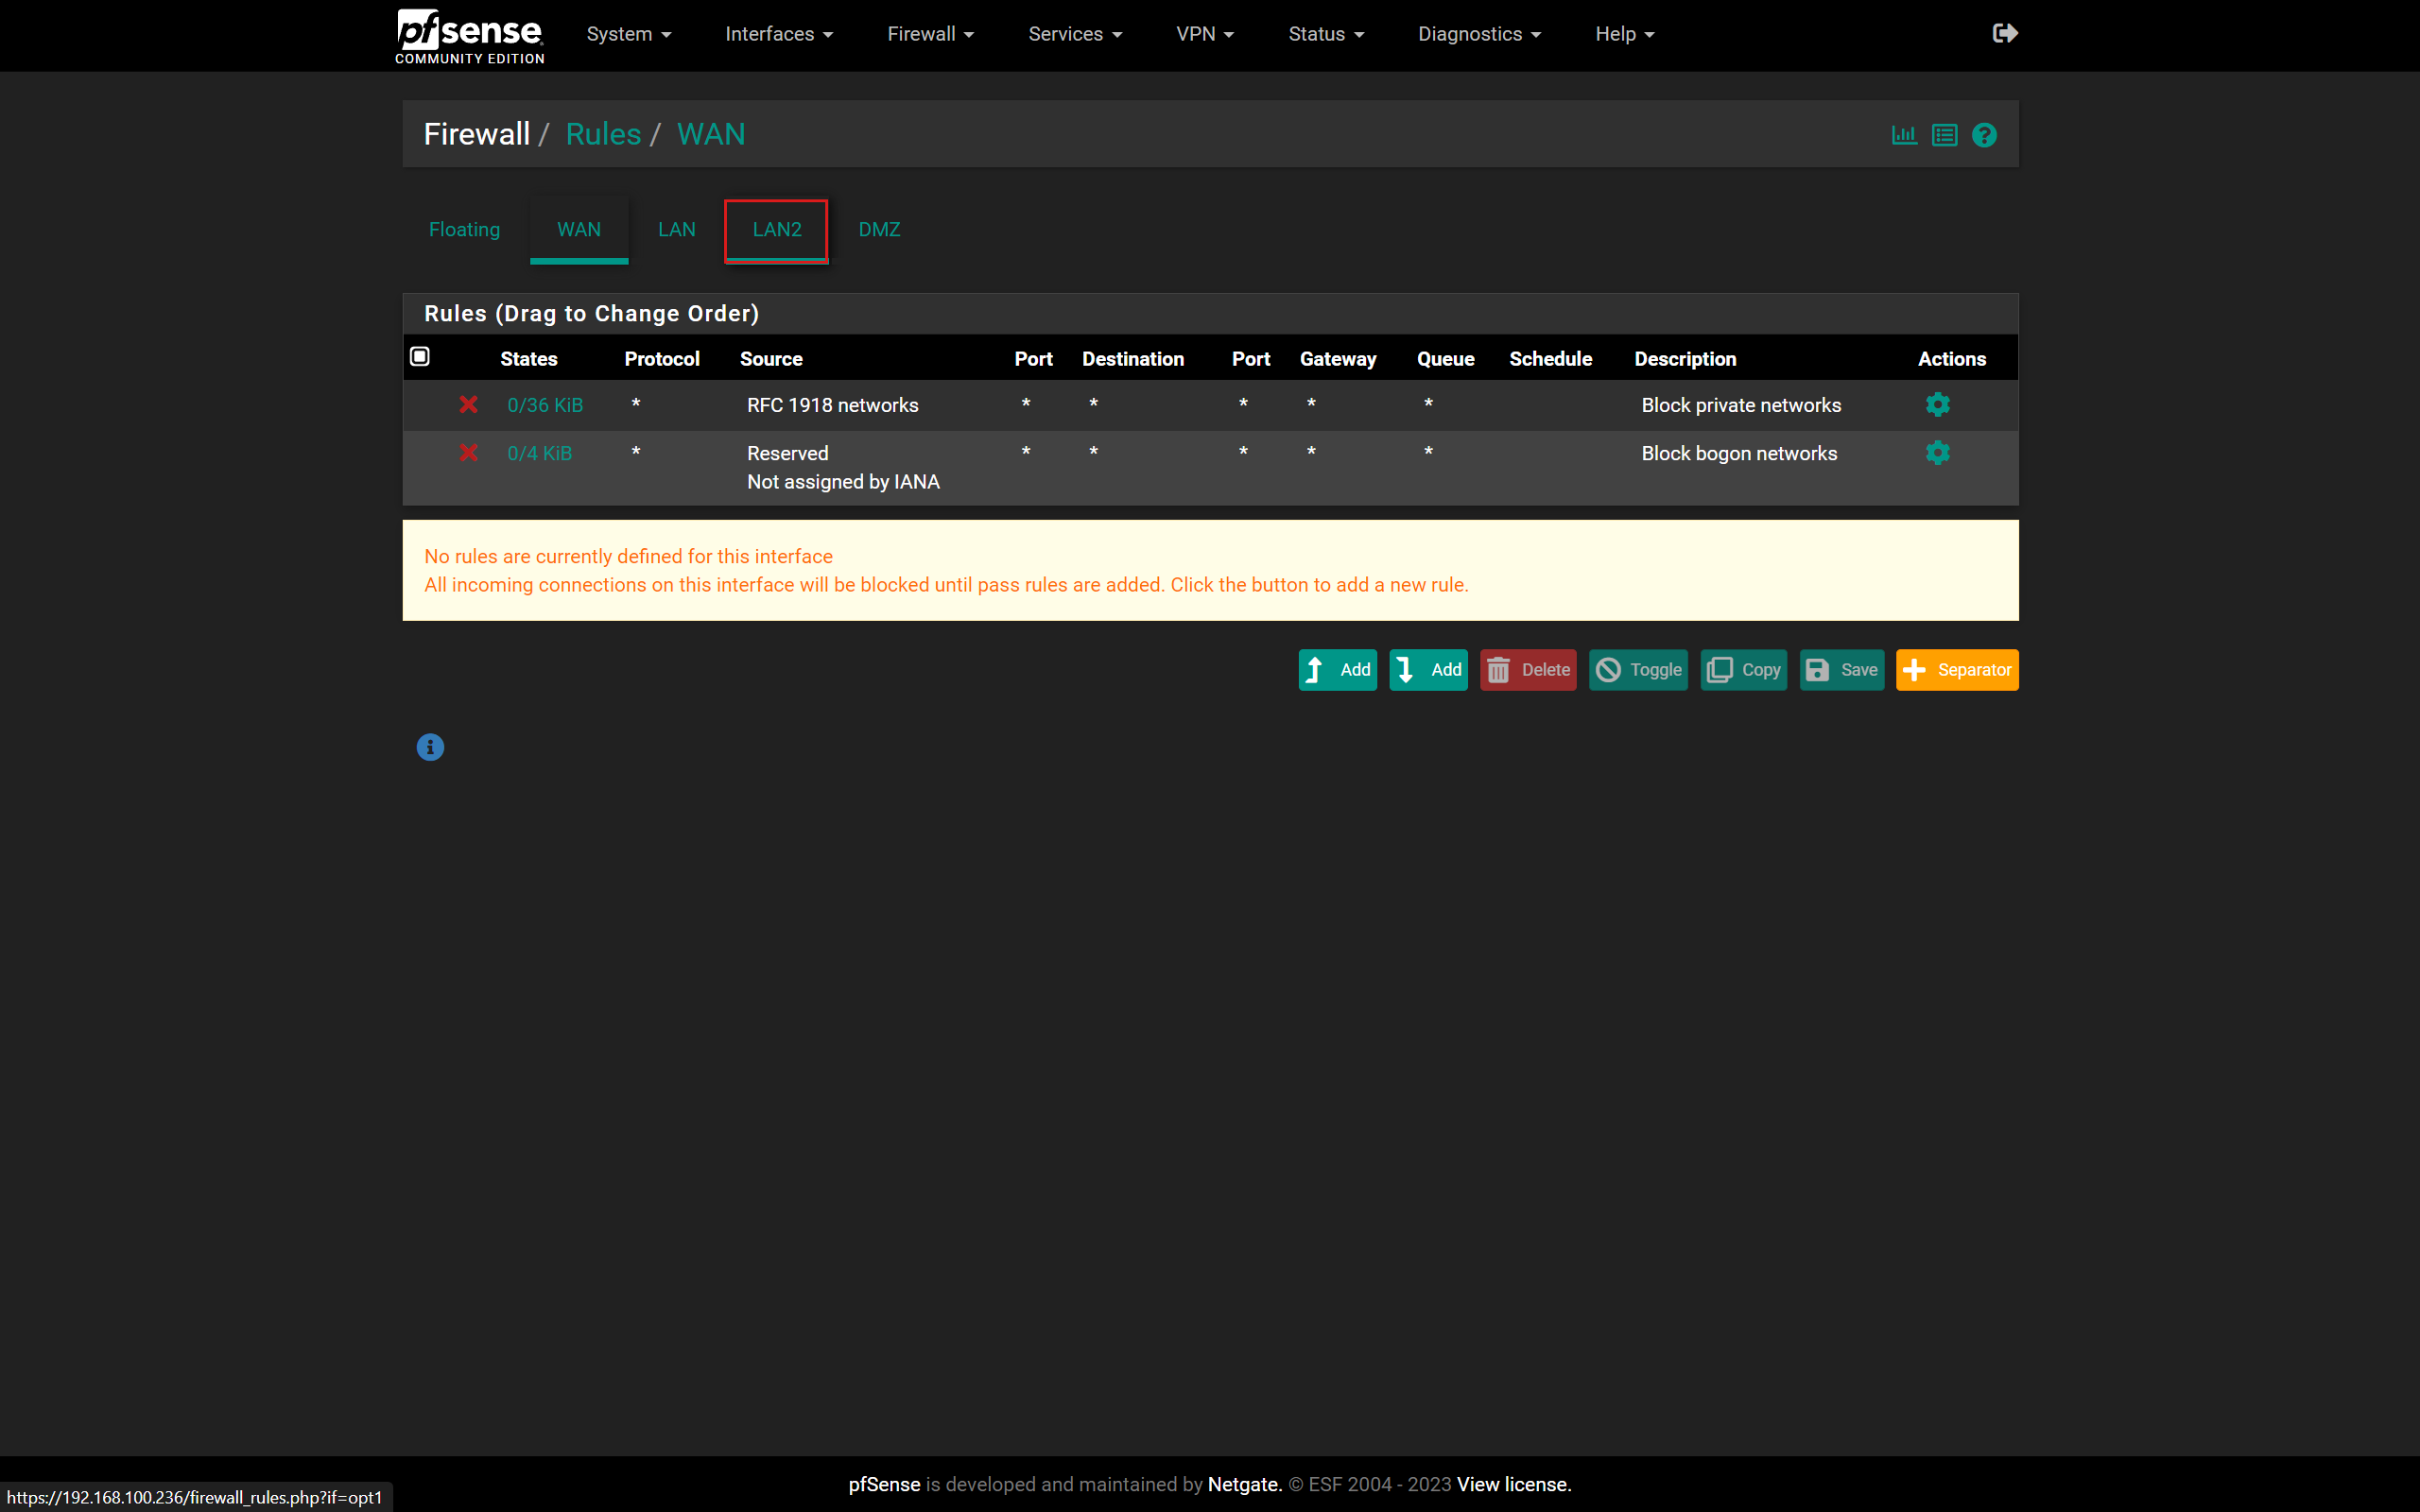 pfsense
COMMUNITY EDITION
System Interfaces Firewall Services VPN Status Diagnostics Help
Firewall / Rules / WAN
Floating WAN LAN LAN2 DMZ
Rules (Drag to Change Order)
States Protocol Source Port Destination Port Gateway Queue Schedule Description Actions
0/36 KiB * RFC 1918 networks * * * * * Block private networks
0/4 KiB * Reserved * * * * * Block bogon networks
Not assigned by IANA
No rules are currently defined for this interface
All incoming connections on this interface will be blocked until pass rules are added. Click the button to add a new rule.
Add Add Delete Toggle Copy Save Separator
pfSense is developed and maintained by Netgate. © ESF 2004 - 2023 View license.
https://192.168.100.236/firewall_rules.php?if=opt1